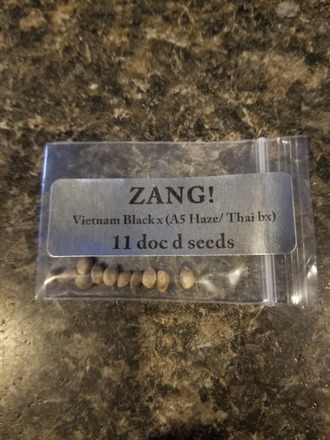 ZANG!
Vietnam Black x (A5 Haze/ Thai bx)
11 doc d seeds